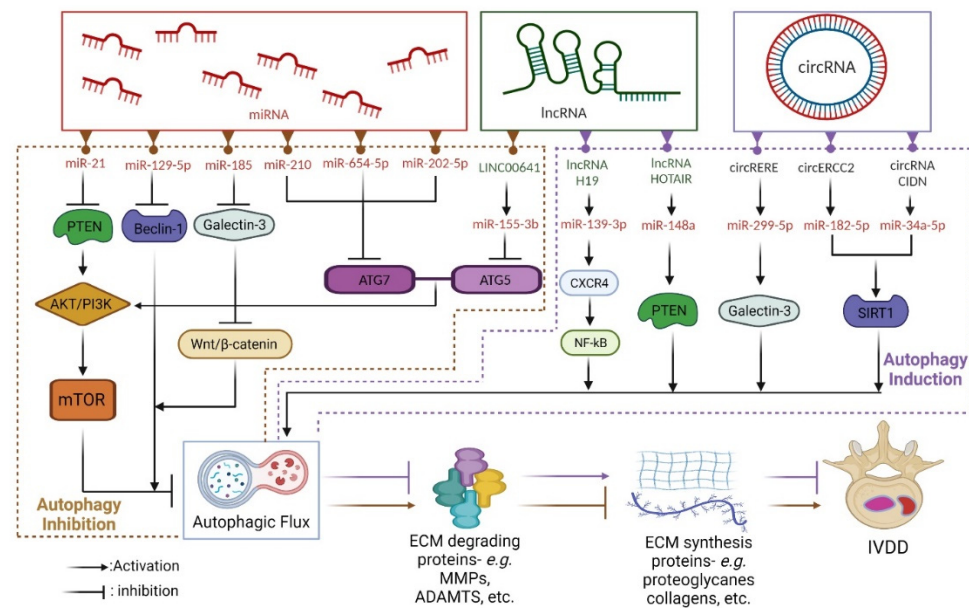 miRNA
lncRNA
circRNA
miR-21
miR-129-5p
miR-185
miR-210
miR-654-5p
miR-202-5p
LINC00641
lncRNA
H19
lncRNA
HOTAIR
circRERE
circERCC2
circRNA
CIDN
PTEN
Beclin-1
Galectin-3
miR-155-3b
miR-139-3p
miR-148a
miR-299-5p
miR-182-5p
miR-34a-5p
ATG7
ATG5
CXCR4
AKT/PI3K
PTEN
Galectin-3
SIRT1
Wnt/β-catenin
NF-kB
mTOR
Autophagy
Induction
Autophagy
Inhibition
Autophagic Flux
ECM degrading
proteins- e.g.
MMPs,
ADAMTS, etc.
ECM synthesis
proteins- e.g.
proteoglycanes
collagens, etc.
IVDD
:Activation
: inhibition